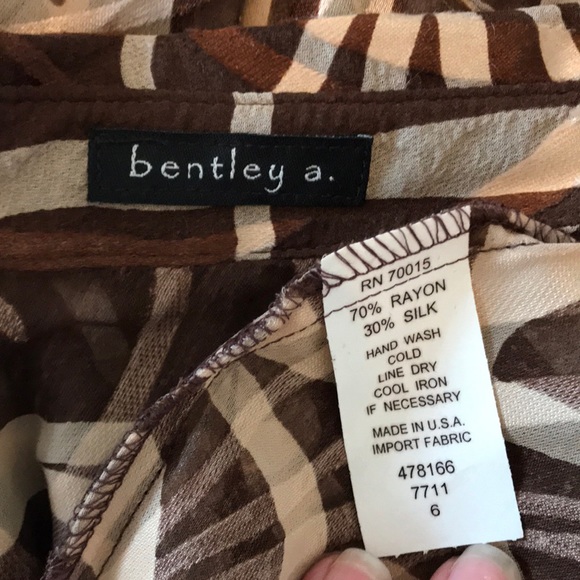 bentley a.
RN 70015
70% RAYON
30% SILK
HAND WASH
COLD
LINE DRY
COOL IRON
IF NECESSARY
MADE IN U.S.A.
IMPORT FABRIC
478166
7711
6